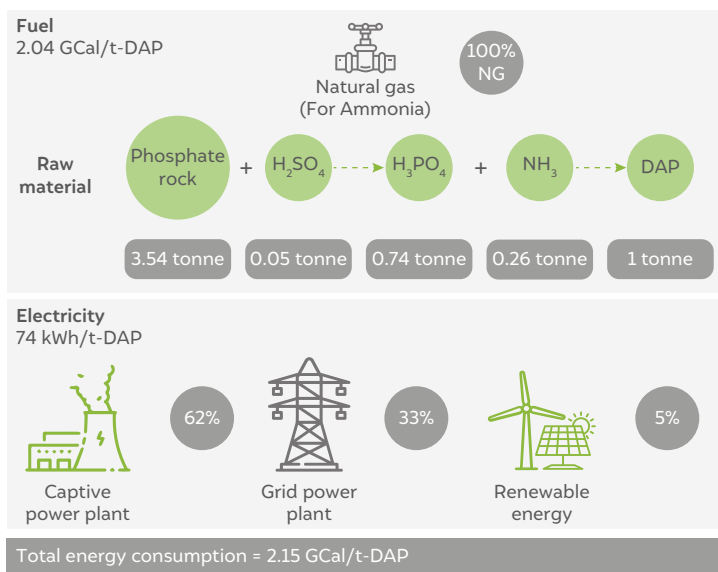 Fuel
2.04 GCal/t-DAP
100%
NG
Natural gas
(For Ammonia)
Raw
material
Phosphate
rock
+
H₂SO₄
H₃PO₄
+
NH₃
DAP
3.54 tonne
0.05 tonne
0.74 tonne
0.26 tonne
1 tonne
Electricity
74 kWh/t-DAP
62%
33%
5%
Captive
power plant
Grid power
plant
Renewable
energy
Total energy consumption = 2.15 GCal/t-DAP